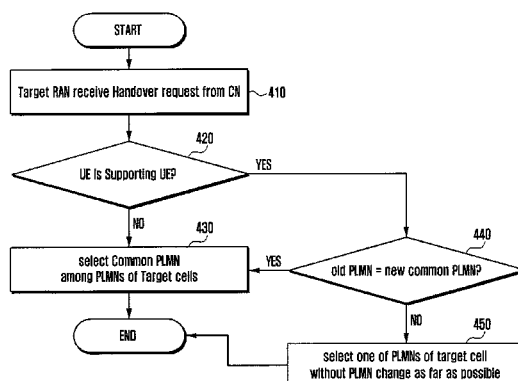 START
Target RAN receive Handover request from CN
410
420
UE Is Supporting UE?
YES
NO
430
select Common PLMN
among PLMNs of Target cells
YES
440
old PLMN = new common PLMN?
NO
END
450
select one of PLMNs of target cell
without PLMN change as far as possible